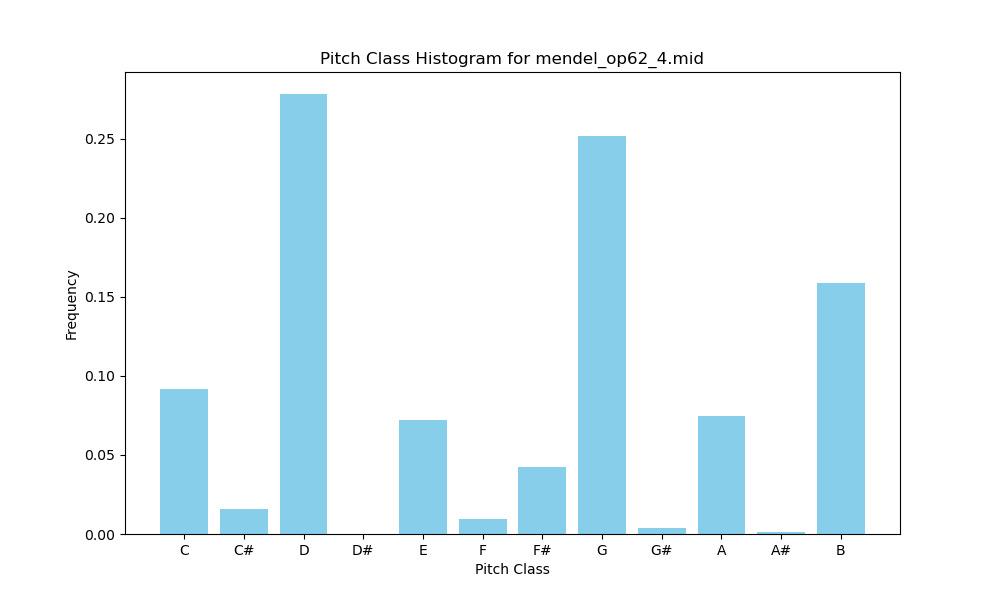 Pitch Class Histogram for mendel_op62_4.mid
Frequency
0.25
0.20
0.15
0.10
0.05
0.00
C C# D D# E F F# G G# A A# B
Pitch Class